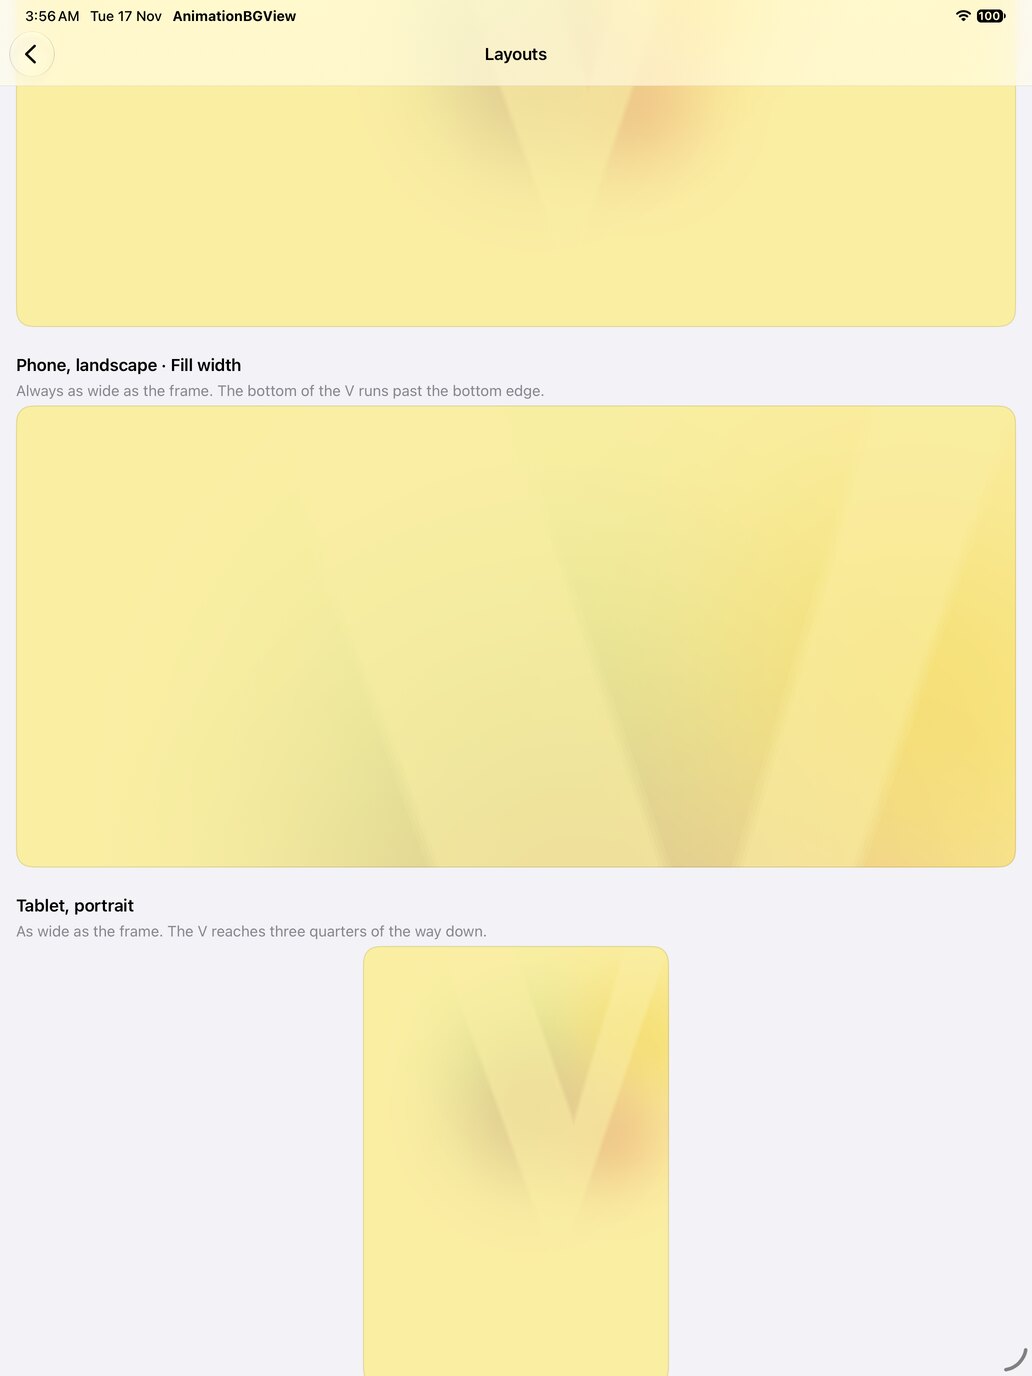 3:56 AM Tue 17 Nov AnimationBGView 100
Layouts
Phone, landscape · Fill width
Always as wide as the frame. The bottom of the V runs past the bottom edge.
Tablet, portrait
As wide as the frame. The V reaches three quarters of the way down.